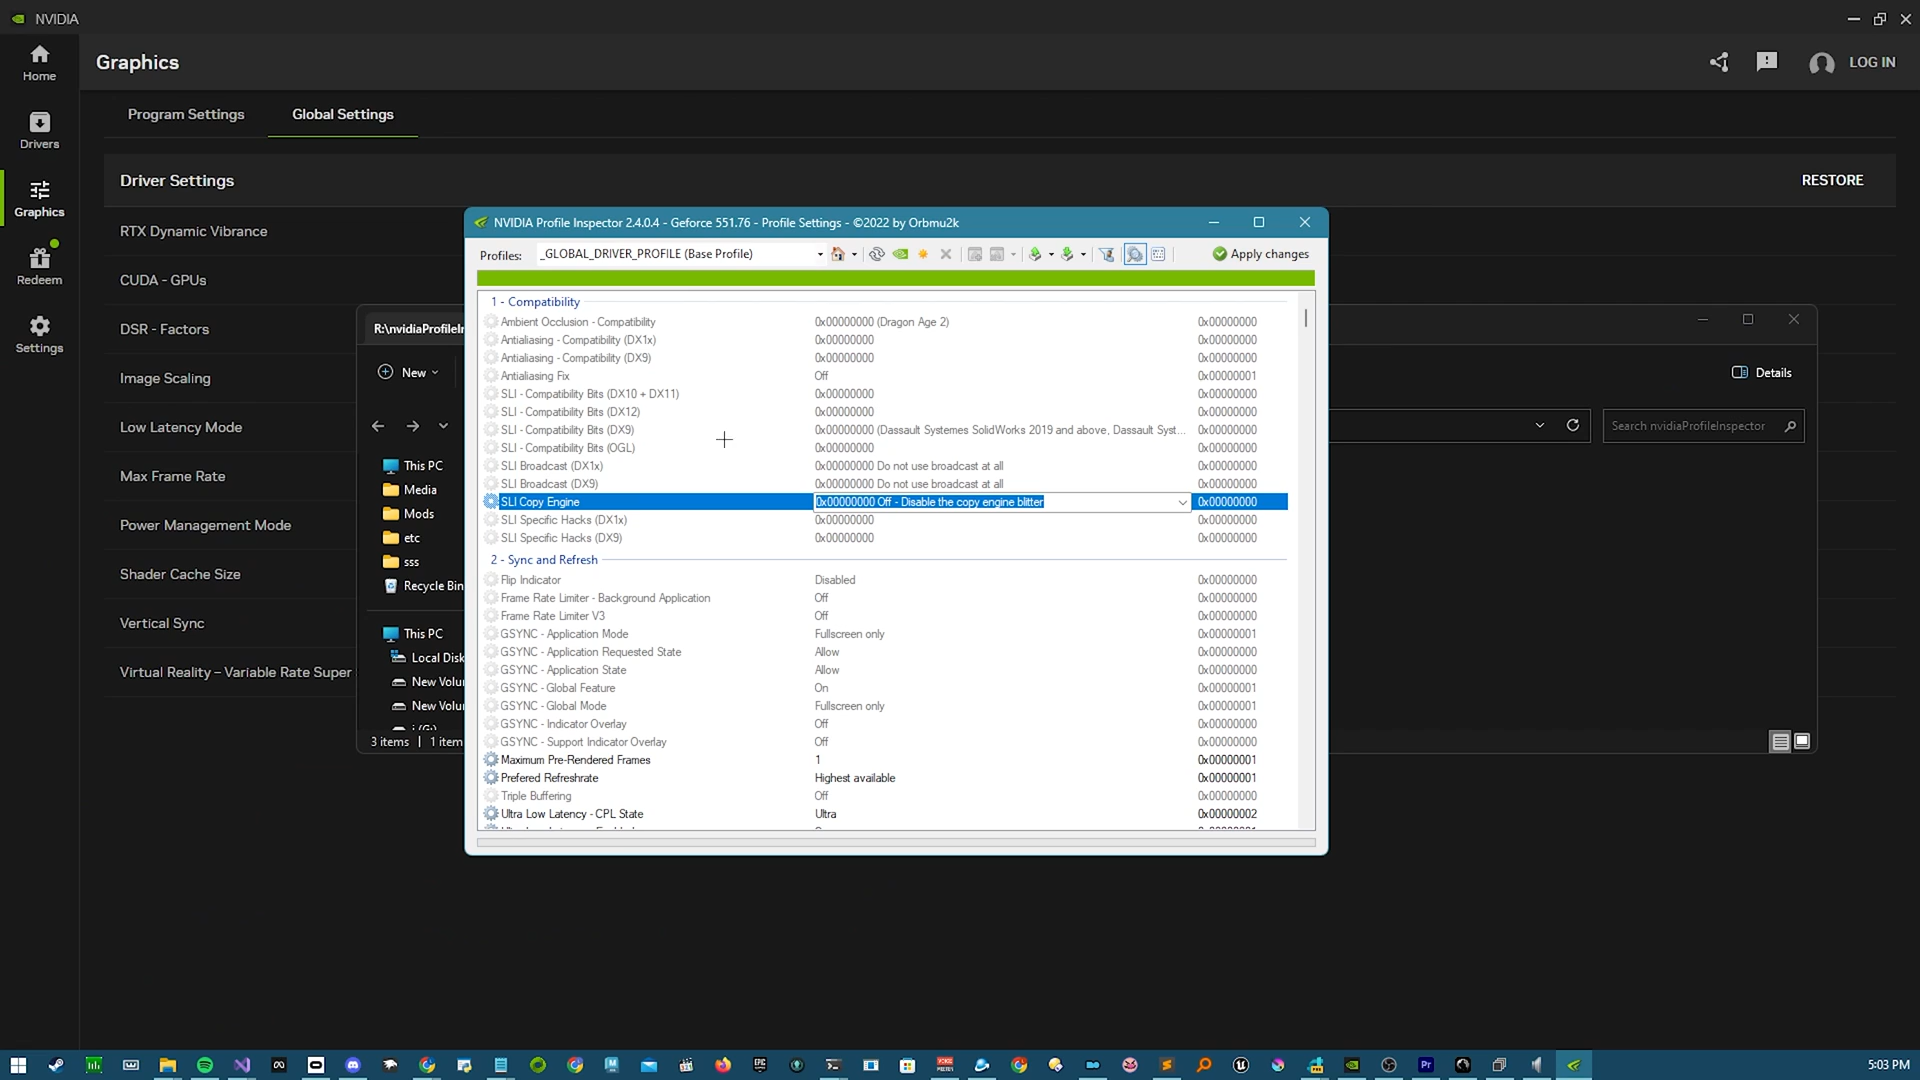 NVIDIA
Home
Drivers
Graphics
Redeem
Settings
Graphics
LOG IN
Program Settings
Global Settings
Driver Settings
RESTORE
RTX Dynamic Vibrance
CUDA - GPUs
DSR - Factors
Image Scaling
Low Latency Mode
Max Frame Rate
Power Management Mode
Shader Cache Size
Vertical Sync
Virtual Reality – Variable Rate Super
R:\nvidiaProfileIn
New
Details
Search nvidiaProfileInspector
This PC
Media
Mods
etc
sss
Recycle Bin
This PC
Local Disk
New Volu
New Volu
3 items | 1 item
NVIDIA Profile Inspector 2.4.0.4 - Geforce 551.76 - Profile Settings - ©2022 by Orbmu2k
Profiles: _GLOBAL_DRIVER_PROFILE (Base Profile) Apply changes
1 - Compatibility
Ambient Occlusion - Compatibility 0x00000000 (Dragon Age 2) 0x00000000
Antialiasing - Compatibility (DX1x) 0x00000000 0x00000000
Antialiasing - Compatibility (DX9) 0x00000000 0x00000000
Antialiasing Fix Off 0x00000001
SLI - Compatibility Bits (DX10 + DX11) 0x00000000 0x00000000
SLI - Compatibility Bits (DX12) 0x00000000 0x00000000
SLI - Compatibility Bits (DX9) 0x00000000 (Dassault Systemes SolidWorks 2019 and above, Dassault Syst... 0x00000000
SLI - Compatibility Bits (OGL) 0x00000000 0x00000000
SLI Broadcast (DX1x) 0x00000000 Do not use broadcast at all 0x00000000
SLI Broadcast (DX9) 0x00000000 Do not use broadcast at all 0x00000000
SLI Copy Engine 0x00000000 Off - Disable the copy engine blitter 0x00000000
SLI Specific Hacks (DX1x) 0x00000000 0x00000000
SLI Specific Hacks (DX9) 0x00000000 0x00000000
2 - Sync and Refresh
Flip Indicator Disabled 0x00000000
Frame Rate Limiter - Background Application Off 0x00000000
Frame Rate Limiter V3 Off 0x00000000
GSYNC - Application Mode Fullscreen only 0x00000001
GSYNC - Application Requested State Allow 0x00000000
GSYNC - Application State Allow 0x00000000
GSYNC - Global Feature On 0x00000001
GSYNC - Global Mode Fullscreen only 0x00000001
GSYNC - Indicator Overlay Off 0x00000000
GSYNC - Support Indicator Overlay Off 0x00000000
Maximum Pre-Rendered Frames 1 0x00000001
Prefered Refreshrate Highest available 0x00000001
Triple Buffering Off 0x00000000
Ultra Low Latency - CPL State Ultra 0x00000002
5:03 PM